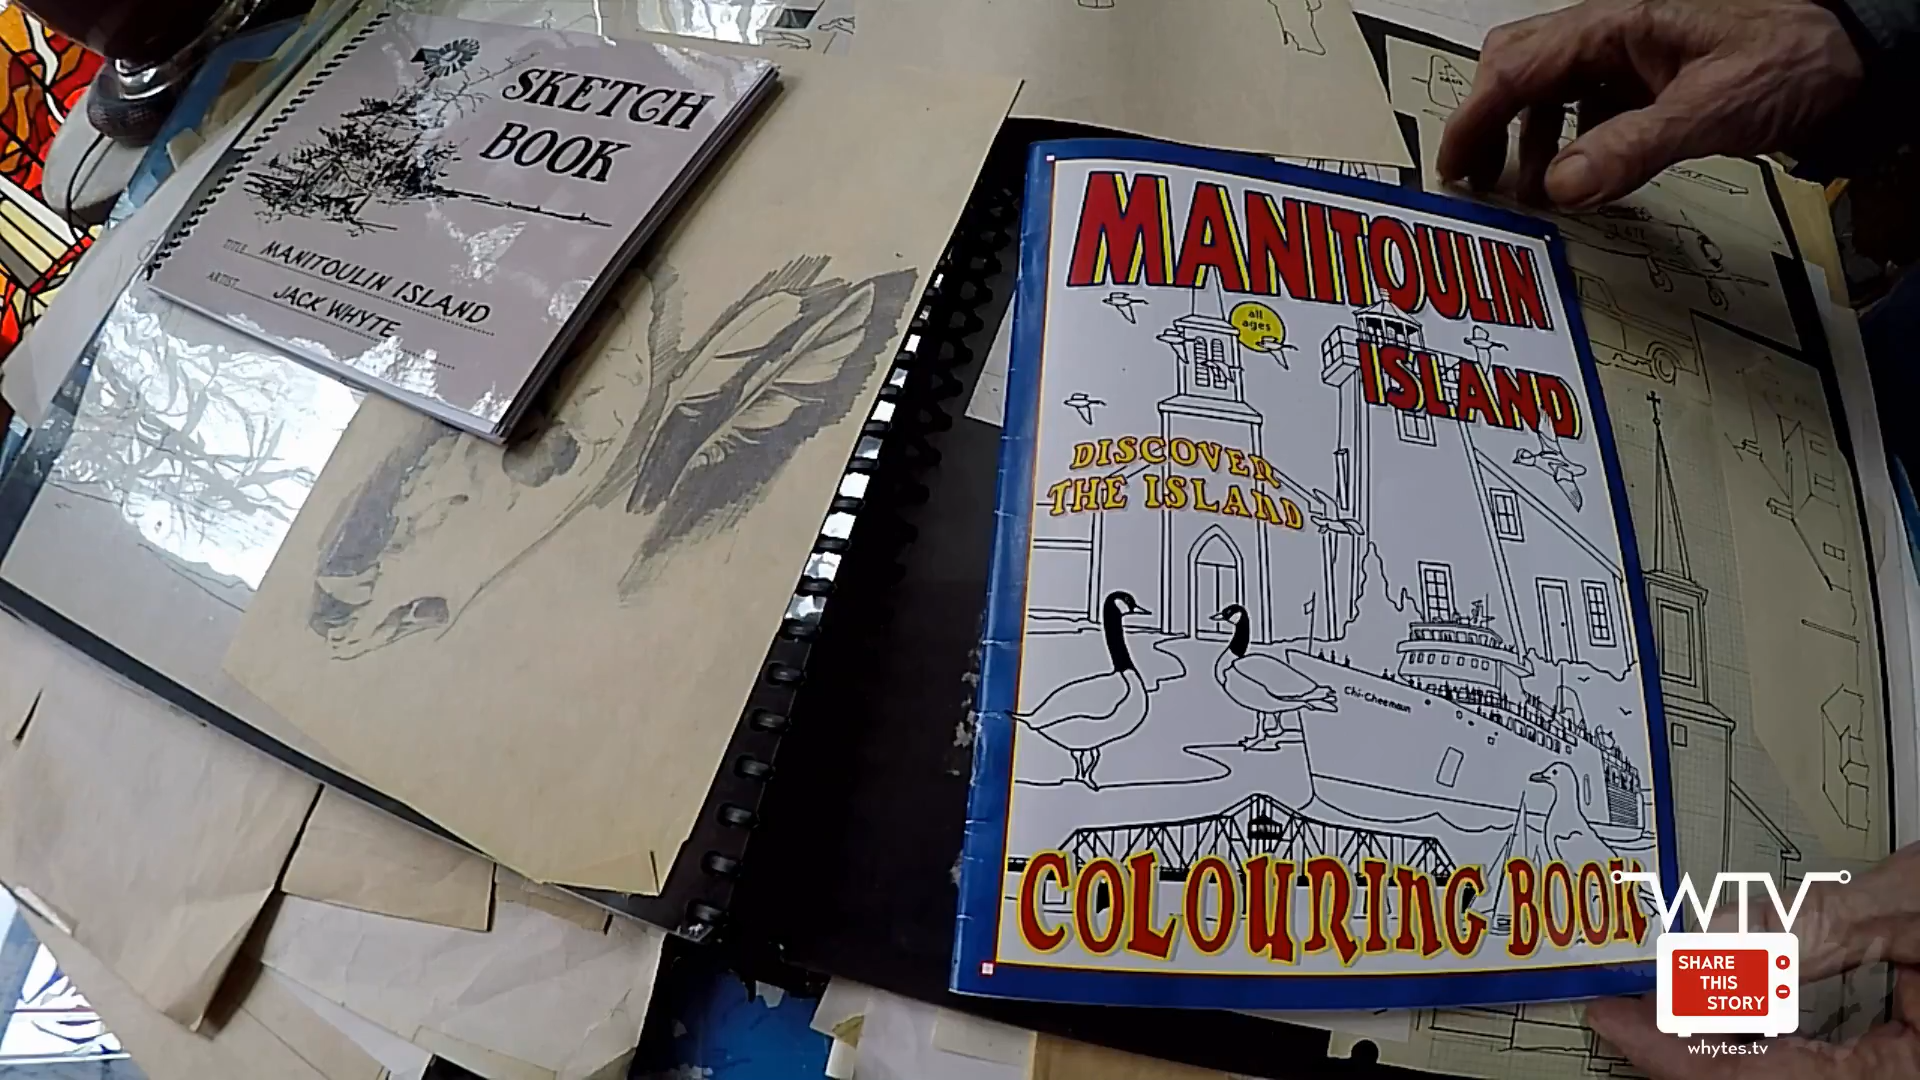 SKETCH
BOOK
TITLE
MANITOULIN ISLAND
ARTIST
JACK WHYTE
MANITOULIN
ISLAND
all
ages
DISCOVER
THE ISLAND
Chi-Cheemaun
COLOURING BOOK
WTV
SHARE
THIS
STORY
whytes.tv